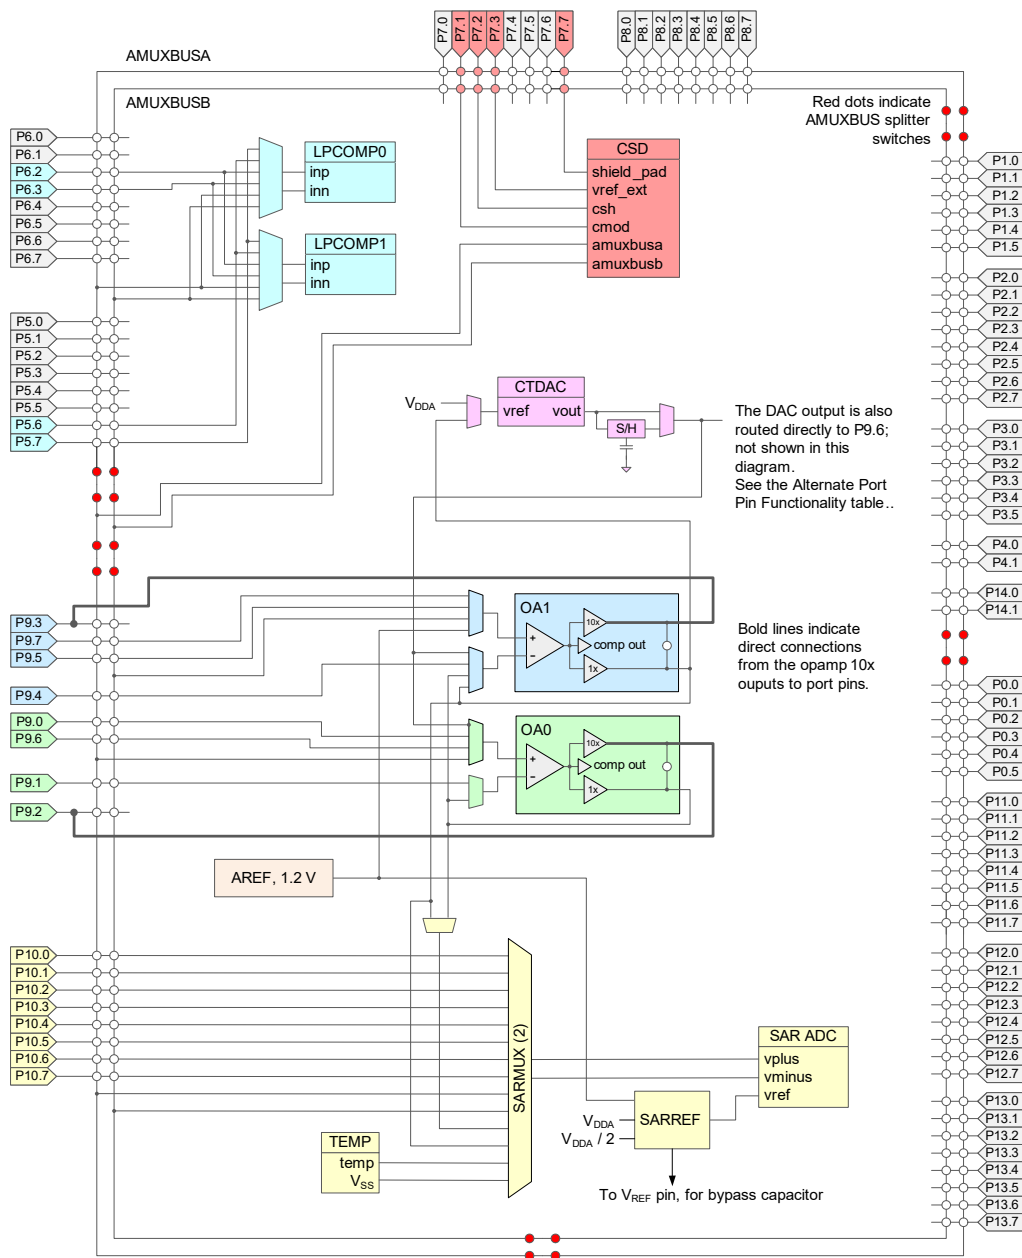 P7.0
P7.1
P7.2
P7.3
P7.4
P7.5
P7.6
P7.7
P8.0
P8.1
P8.2
P8.3
P8.4
P8.5
P8.6
P8.7
AMUXBUSA
AMUXBUSB
Red dots indicate
AMUXBUS splitter
switches
P6.0
P6.1
P6.2
P6.3
P6.4
P6.5
P6.6
P6.7
LPCOMP0
inp
inn
LPCOMP1
inp
inn
CSD
shield_pad
vref_ext
csh
cmod
amuxbusa
amuxbusb
P1.0
P1.1
P1.2
P1.3
P1.4
P1.5
P5.0
P5.1
P5.2
P5.3
P5.4
P5.5
P5.6
P5.7
P2.0
P2.1
P2.2
P2.3
P2.4
P2.5
P2.6
P2.7
VDDA
CTDAC
vref vout
S/H
The DAC output is also
routed directly to P9.6;
not shown in this
diagram.
See the Alternate Port
Pin Functionality table..
P3.0
P3.1
P3.2
P3.3
P3.4
P3.5
P4.0
P4.1
P14.0
P14.1
P9.3
P9.7
P9.5
P9.4
P9.0
P9.6
P9.1
P9.2
OA1
+
−
10x
comp out
1x
OA0
+
−
10x
comp out
1x
Bold lines indicate
direct connections
from the opamp 10x
ouputs to port pins.
P0.0
P0.1
P0.2
P0.3
P0.4
P0.5
P11.0
P11.1
P11.2
P11.3
P11.4
P11.5
P11.6
P11.7
AREF, 1.2 V
P10.0
P10.1
P10.2
P10.3
P10.4
P10.5
P10.6
P10.7
SARMUX (2)
SAR ADC
vplus
vminus
vref
SARREF
VDDA
VDDA / 2
TEMP
temp
VSS
To VREF pin, for bypass capacitor
P12.0
P12.1
P12.2
P12.3
P12.4
P12.5
P12.6
P12.7
P13.0
P13.1
P13.2
P13.3
P13.4
P13.5
P13.6
P13.7